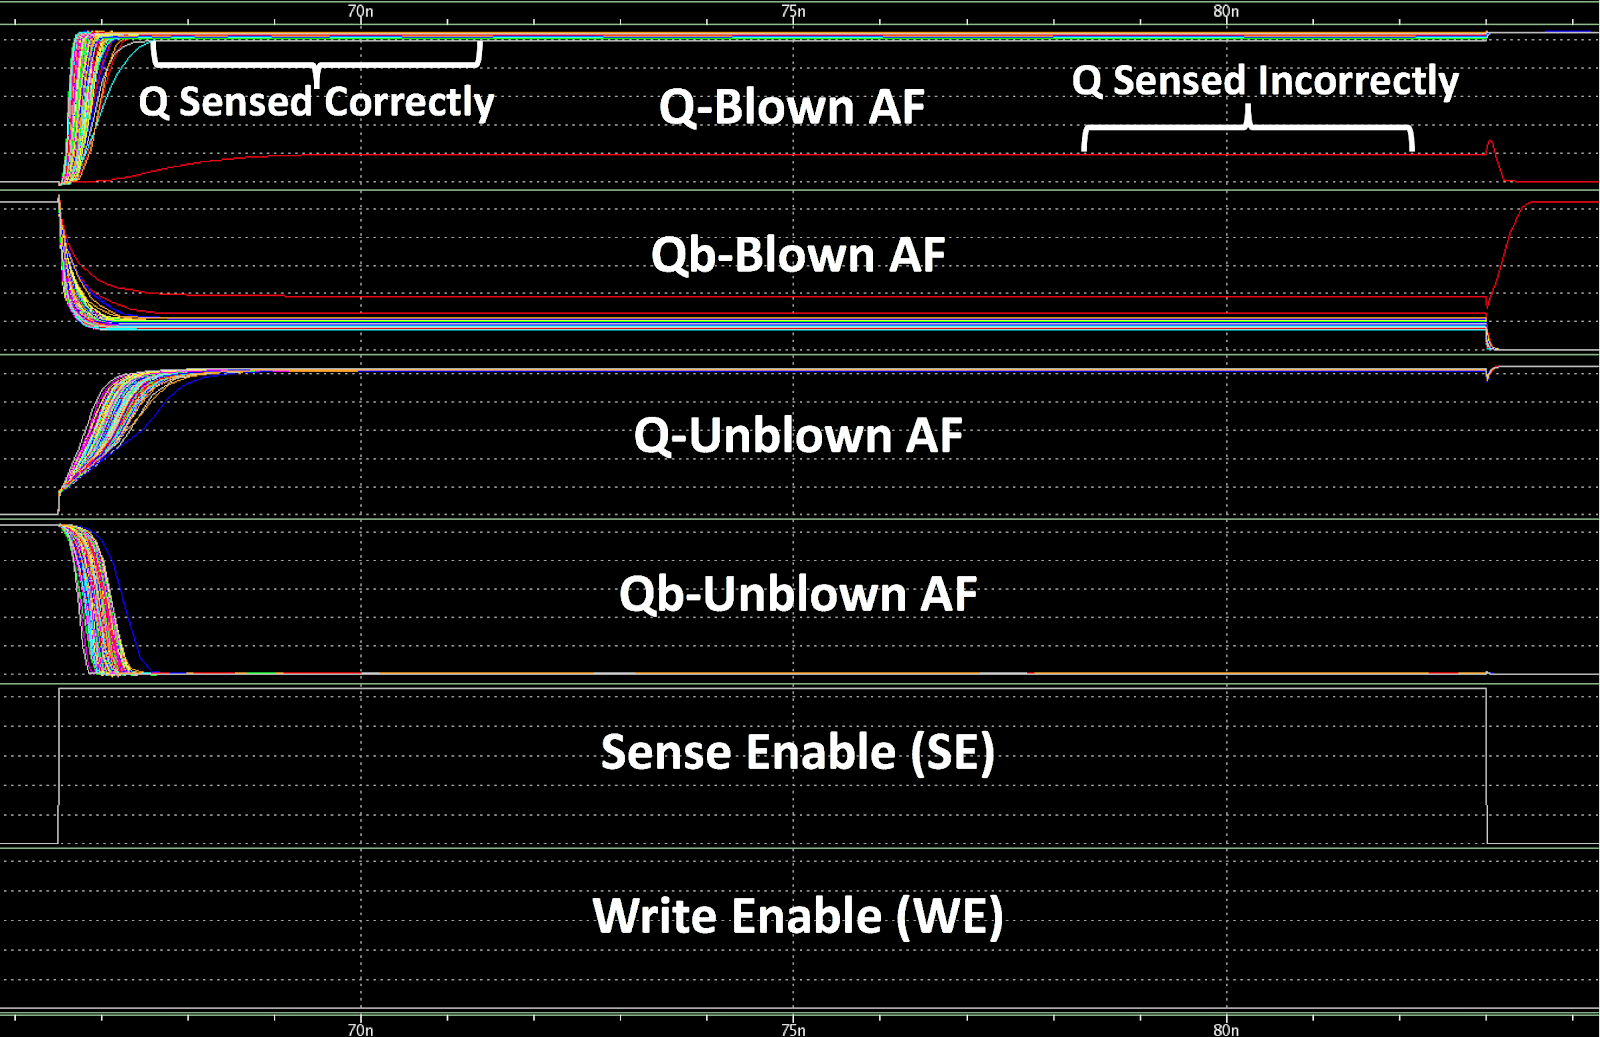 70n 75n 80n
Q Sensed Correctly
Q-Blown AF
Q Sensed Incorrectly
Qb-Blown AF
Q-Unblown AF
Qb-Unblown AF
Sense Enable (SE)
Write Enable (WE)
70n 75n 80n